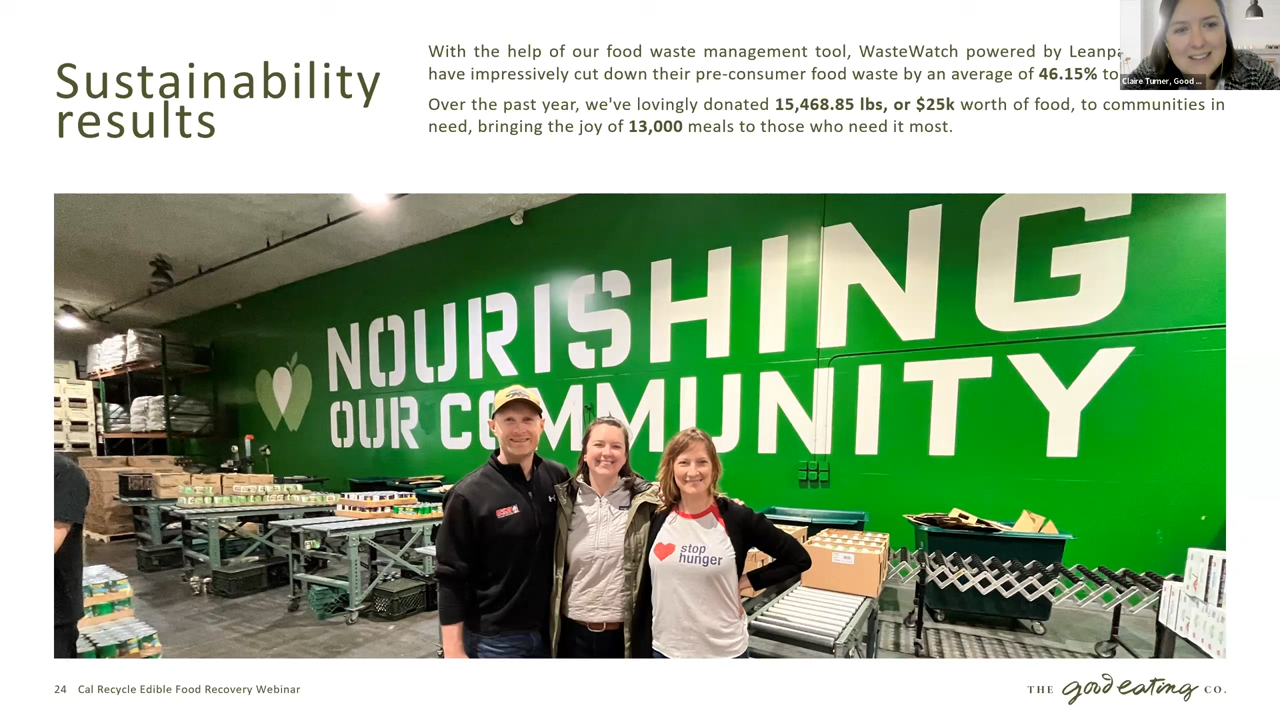 Sustainability
results
With the help of our food waste management tool, WasteWatch powered by
have impressively cut down their pre-consumer food waste by an average of 46.15% to
Over the past year, we've lovingly donated 15,468.85 lbs, or $25k worth of food, to communities in
need, bringing the joy of 13,000 meals to those who need it most.
Claire Turner, Good ...
NOURISHING
OUR COMMUNITY
stop
hunger
24 Cal Recycle Edible Food Recovery Webinar
THE good eating CO.